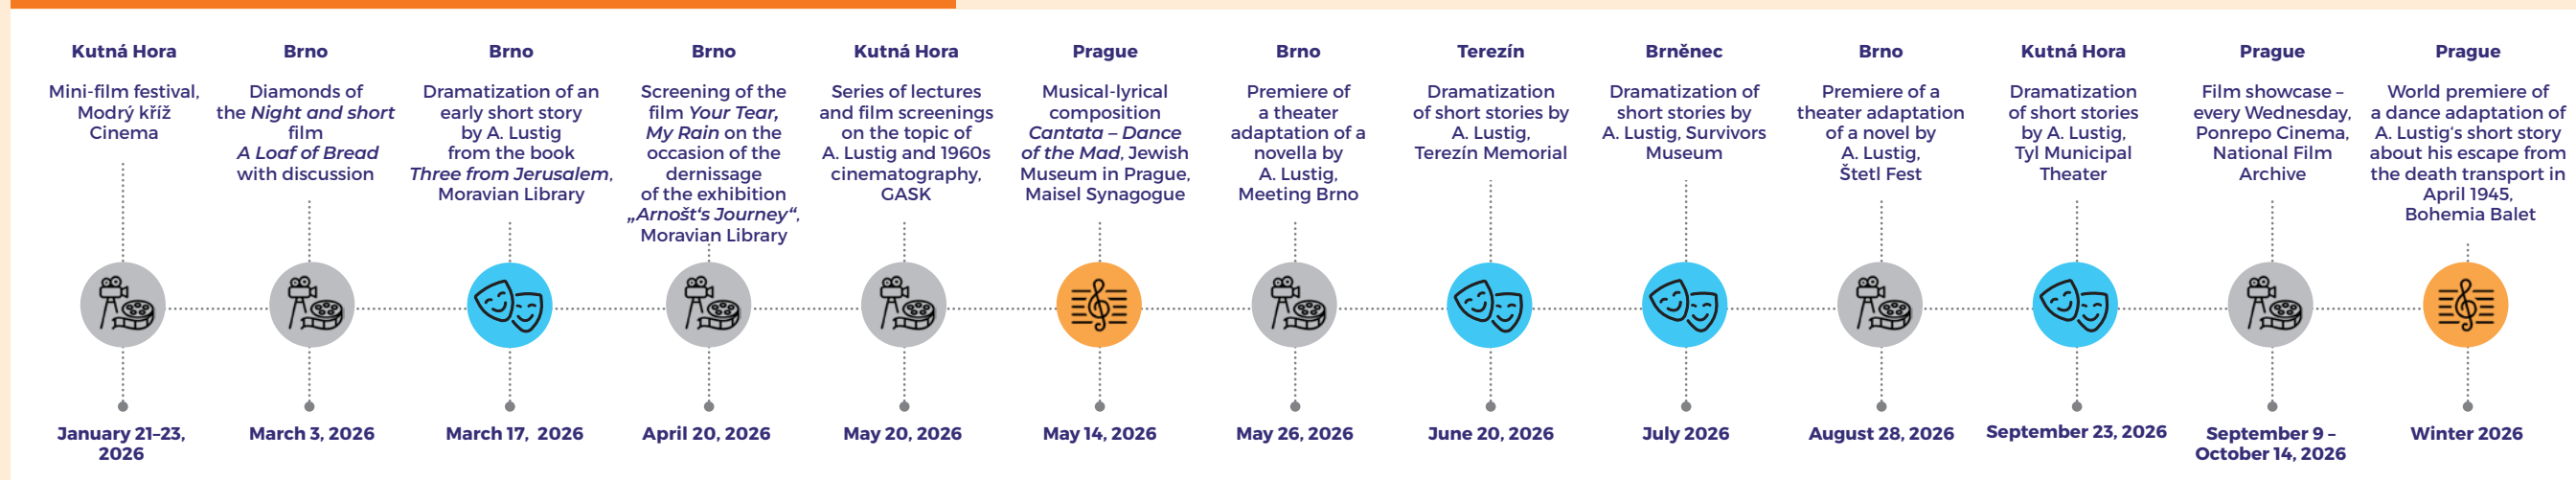 Kutná Hora
Mini-film festival,
Modrý kříž
Cinema
January 21–23,
2026
Brno
Diamonds of
the Night and short
film
A Loaf of Bread
with discussion
March 3, 2026
Brno
Dramatization of an
early short story
by A. Lustig
from the book
Three from Jerusalem,
Moravian Library
March 17, 2026
Brno
Screening of the
film Your Tear,
My Rain on the
occasion of the
dernissage
of the exhibition
„Arnošt‘s Journey“,
Moravian Library
April 20, 2026
Kutná Hora
Series of lectures
and film screenings
on the topic of
A. Lustig and 1960s
cinematography,
GASK
May 20, 2026
Prague
Musical-lyrical
composition
Cantata – Dance
of the Mad, Jewish
Museum in Prague,
Maisel Synagogue
May 14, 2026
Brno
Premiere of
a theater
adaptation of a
novella by
A. Lustig,
Meeting Brno
May 26, 2026
Terezín
Dramatization
of short stories by
A. Lustig,
Terezín Memorial
June 20, 2026
Brněnec
Dramatization of
short stories by
A. Lustig, Survivors
Museum
July 2026
Brno
Premiere of a
theater adaptation
of a novel by
A. Lustig,
Štetl Fest
August 28, 2026
Kutná Hora
Dramatization
of short stories
by A. Lustig,
Tyl Municipal
Theater
September 23, 2026
Prague
Film showcase –
every Wednesday,
Ponrepo Cinema,
National Film
Archive
September 9 –
October 14, 2026
Prague
World premiere of
a dance adaptation of
A. Lustig‘s short story
about his escape from
the death transport in
April 1945,
Bohemia Balet
Winter 2026